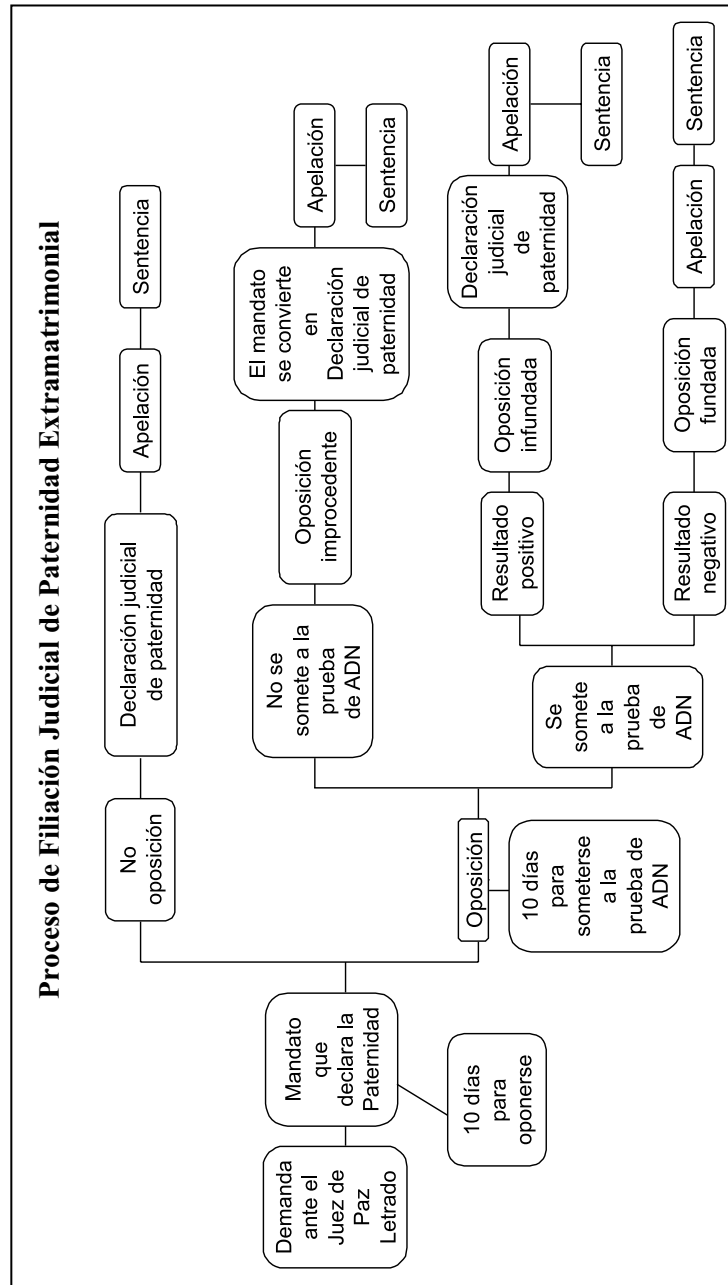 Proceso de Filiación Judicial de Paternidad Extramatrimonial
Demanda
ante el
Juez de
Paz
Letrado
Mandato
que
declara la
Paternidad
10 días
para
oponerse
No
oposición
Declaración judicial
de paternidad
Apelación
Sentencia
Oposición
10 días
para
someterse
a la
prueba de
ADN
No se
somete a la
prueba
de ADN
Oposición
improcedente
El mandato
se convierte
en
Declaración
judicial de
paternidad
Apelación
Sentencia
Se
somete
a la
prueba
de
ADN
Resultado
positivo
Oposición
infundada
Declaración
judicial
de
paternidad
Apelación
Sentencia
Resultado
negativo
Oposición
fundada
Apelación
Sentencia